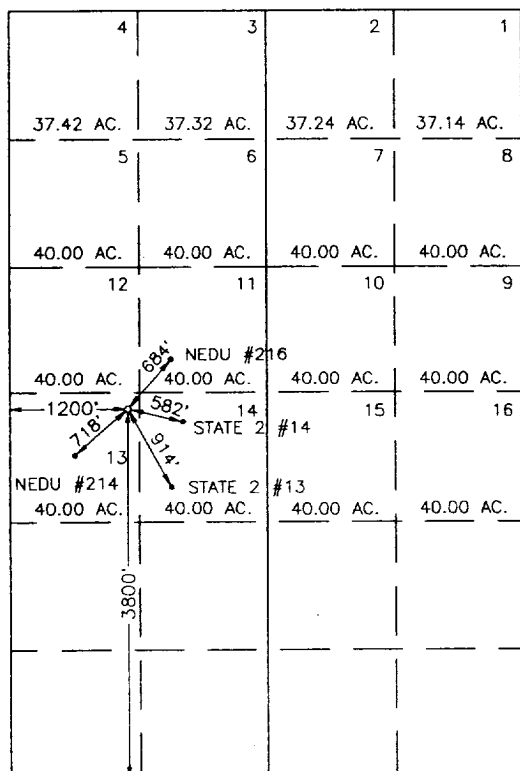 4 3 2 1
37.42 AC. 37.32 AC. 37.24 AC. 37.14 AC.
5 6 7 8
40.00 AC. 40.00 AC. 40.00 AC. 40.00 AC.
12 11 10 9
684'
NEDU #216
40.00 AC. 40.00 AC. 40.00 AC. 40.00 AC.
1200' 582' 14 15 16
STATE 2 #14
718' 13 914'
NEDU #214 STATE 2 #13
40.00 AC. 40.00 AC. 40.00 AC. 40.00 AC.
3800'